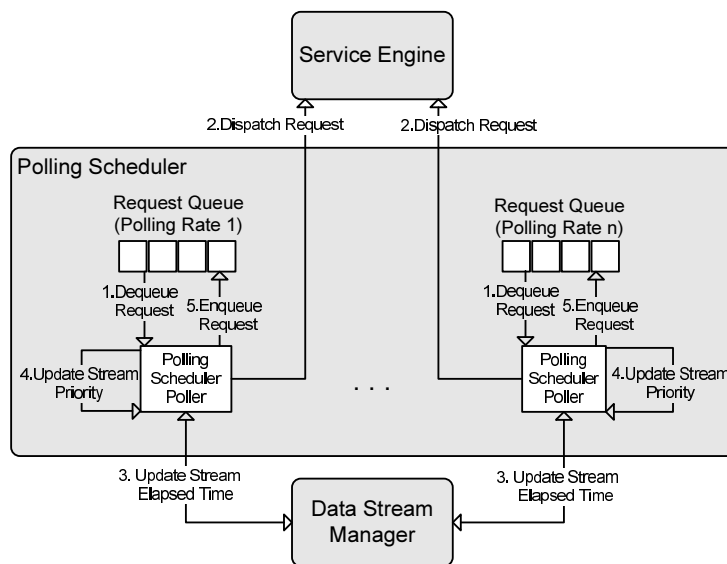 Service Engine
2.Dispatch Request
2.Dispatch Request
Polling Scheduler
Request Queue
(Polling Rate 1)
Request Queue
(Polling Rate n)
1.Dequeue
Request
5.Enqueue
Request
1.Dequeue
Request
5.Enqueue
Request
4.Update Stream
Priority
Polling
Scheduler
Poller
. . .
Polling
Scheduler
Poller
4.Update Stream
Priority
3. Update Stream
Elapsed Time
3. Update Stream
Elapsed Time
Data Stream
Manager